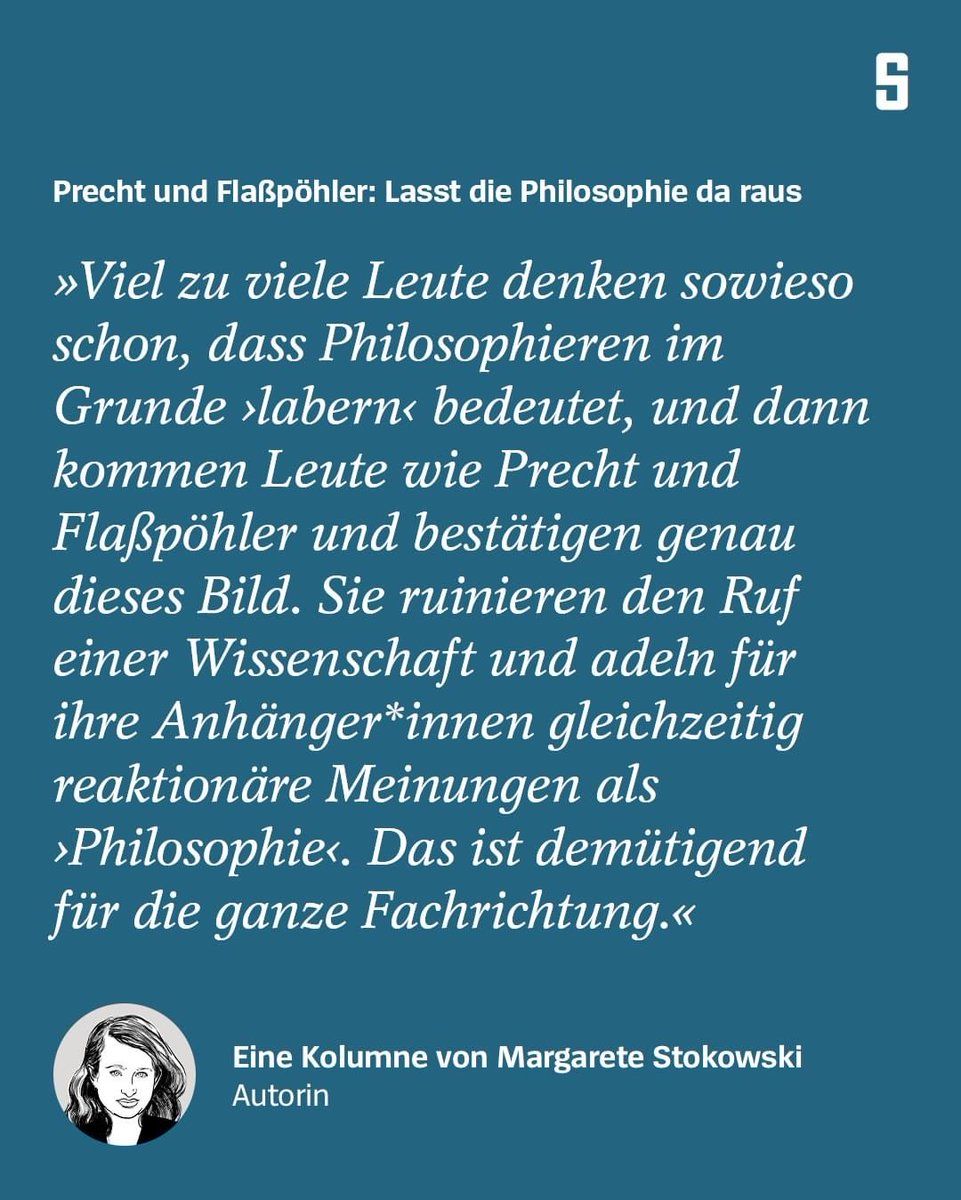 S
Precht und Flaßpöhler: Lasst die Philosophie da raus
»Viel zu viele Leute denken sowieso
schon, dass Philosophieren im
Grunde ›labern‹ bedeutet, und dann
kommen Leute wie Precht und
Flaßpöhler und bestätigen genau
dieses Bild. Sie ruinieren den Ruf
einer Wissenschaft und adeln für
ihre Anhänger*innen gleichzeitig
reaktionäre Meinungen als
›Philosophie‹. Das ist demütigend
für die ganze Fachrichtung.«
Eine Kolumne von Margarete Stokowski
Autorin